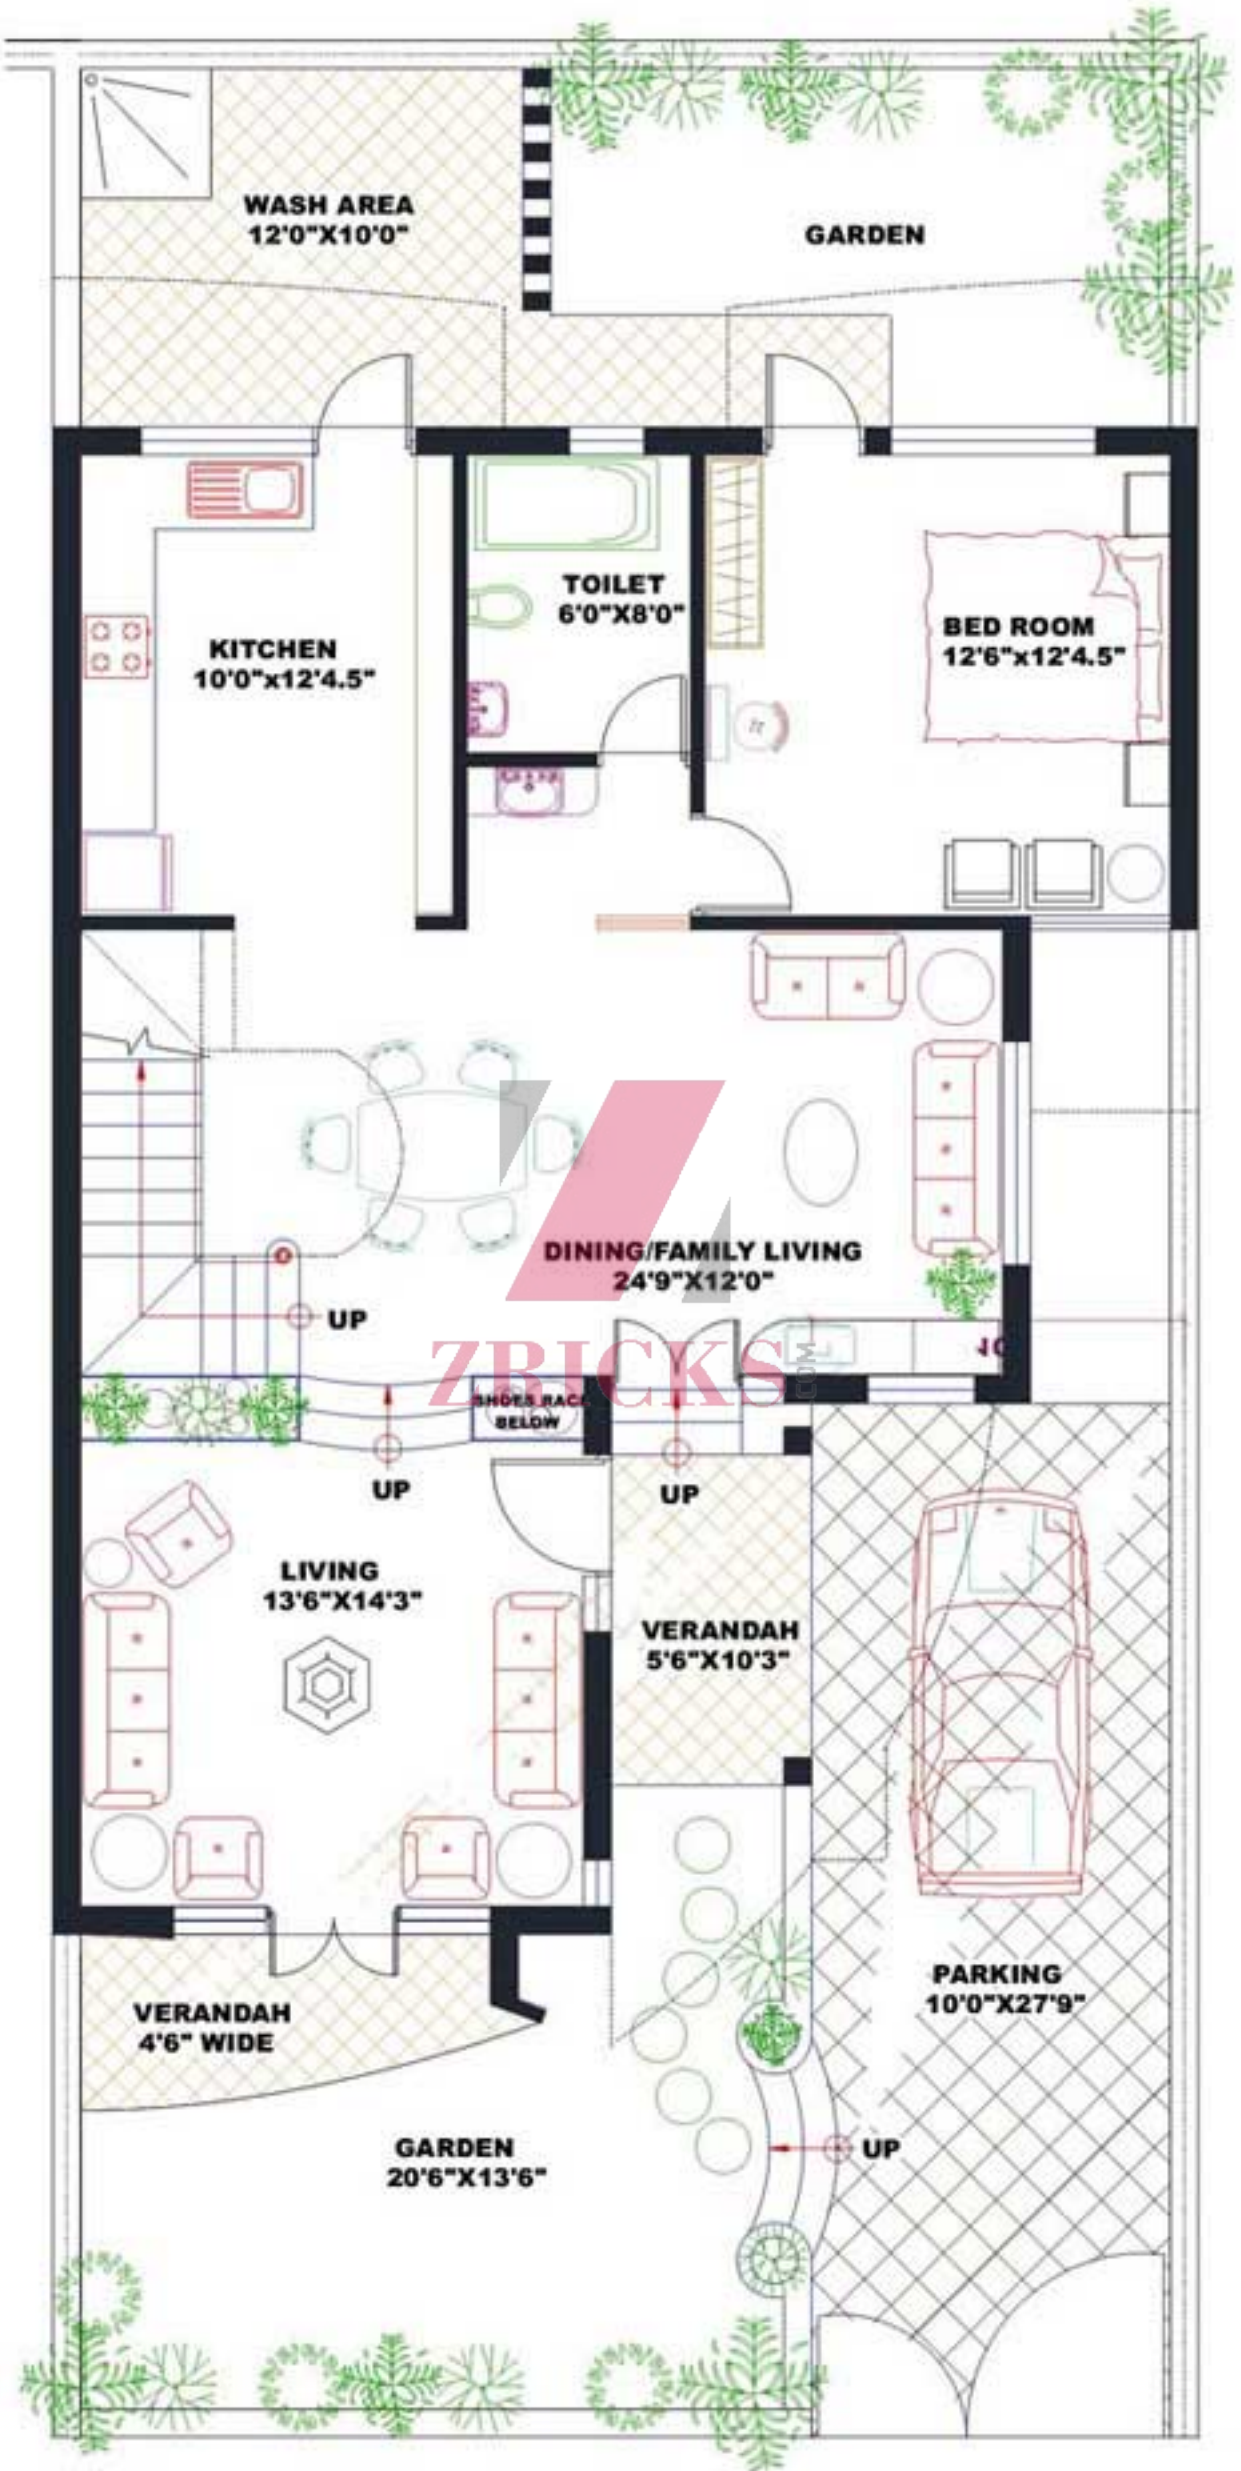 WASH AREA
12'0"X10'0"
GARDEN
TOILET
6'0"X8'0"
KITCHEN
10'0"x12'4.5"
BED ROOM
12'6"x12'4.5"
DINING/FAMILY LIVING
24'9"X12'0"
UP
ZBRICKS
.COM
SHOES RACK
BELOW
UP
UP
LIVING
13'6"X14'3"
VERANDAH
5'6"X10'3"
PARKING
10'0"X27'9"
VERANDAH
4'6" WIDE
GARDEN
20'6"X13'6"
UP